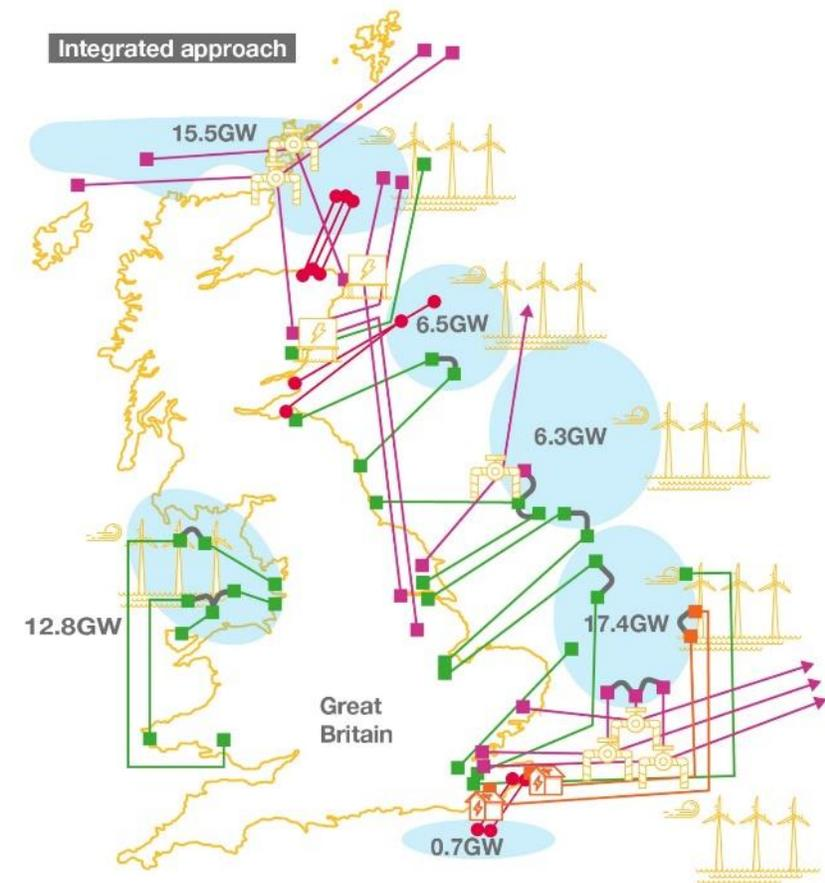 Integrated approach
15.5GW
6.5GW
6.3GW
12.8GW
17.4GW
Great
Britain
0.7GW